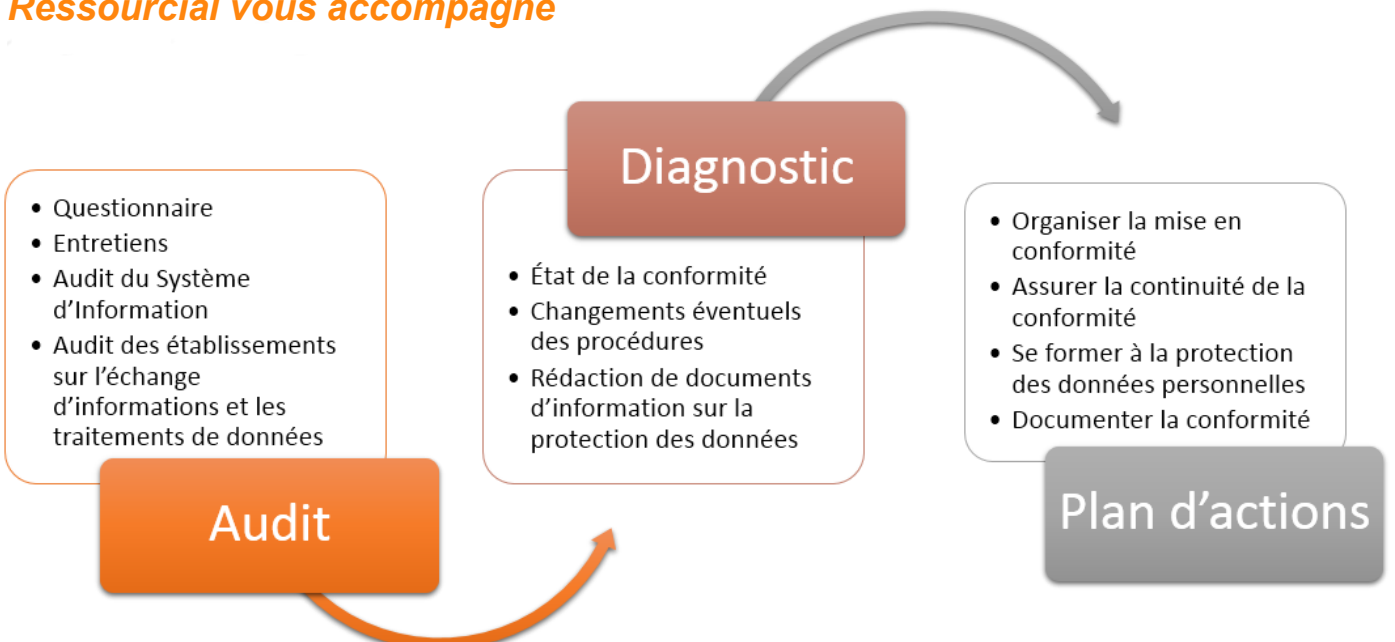 Ressourcial vous accompagne
• Questionnaire
• Entretiens
• Audit du Système
d’Information
• Audit des établissements
sur l’échange
d’informations et les
traitements de données
Audit
Diagnostic
• État de la conformité
• Changements éventuels
des procédures
• Rédaction de documents
d’information sur la
protection des données
• Organiser la mise en
conformité
• Assurer la continuité de la
conformité
• Se former à la protection
des données personnelles
• Documenter la conformité
Plan d’actions